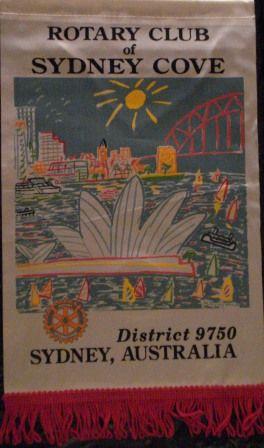 ROTARY CLUB
of
SYDNEY COVE
District 9750
SYDNEY, AUSTRALIA